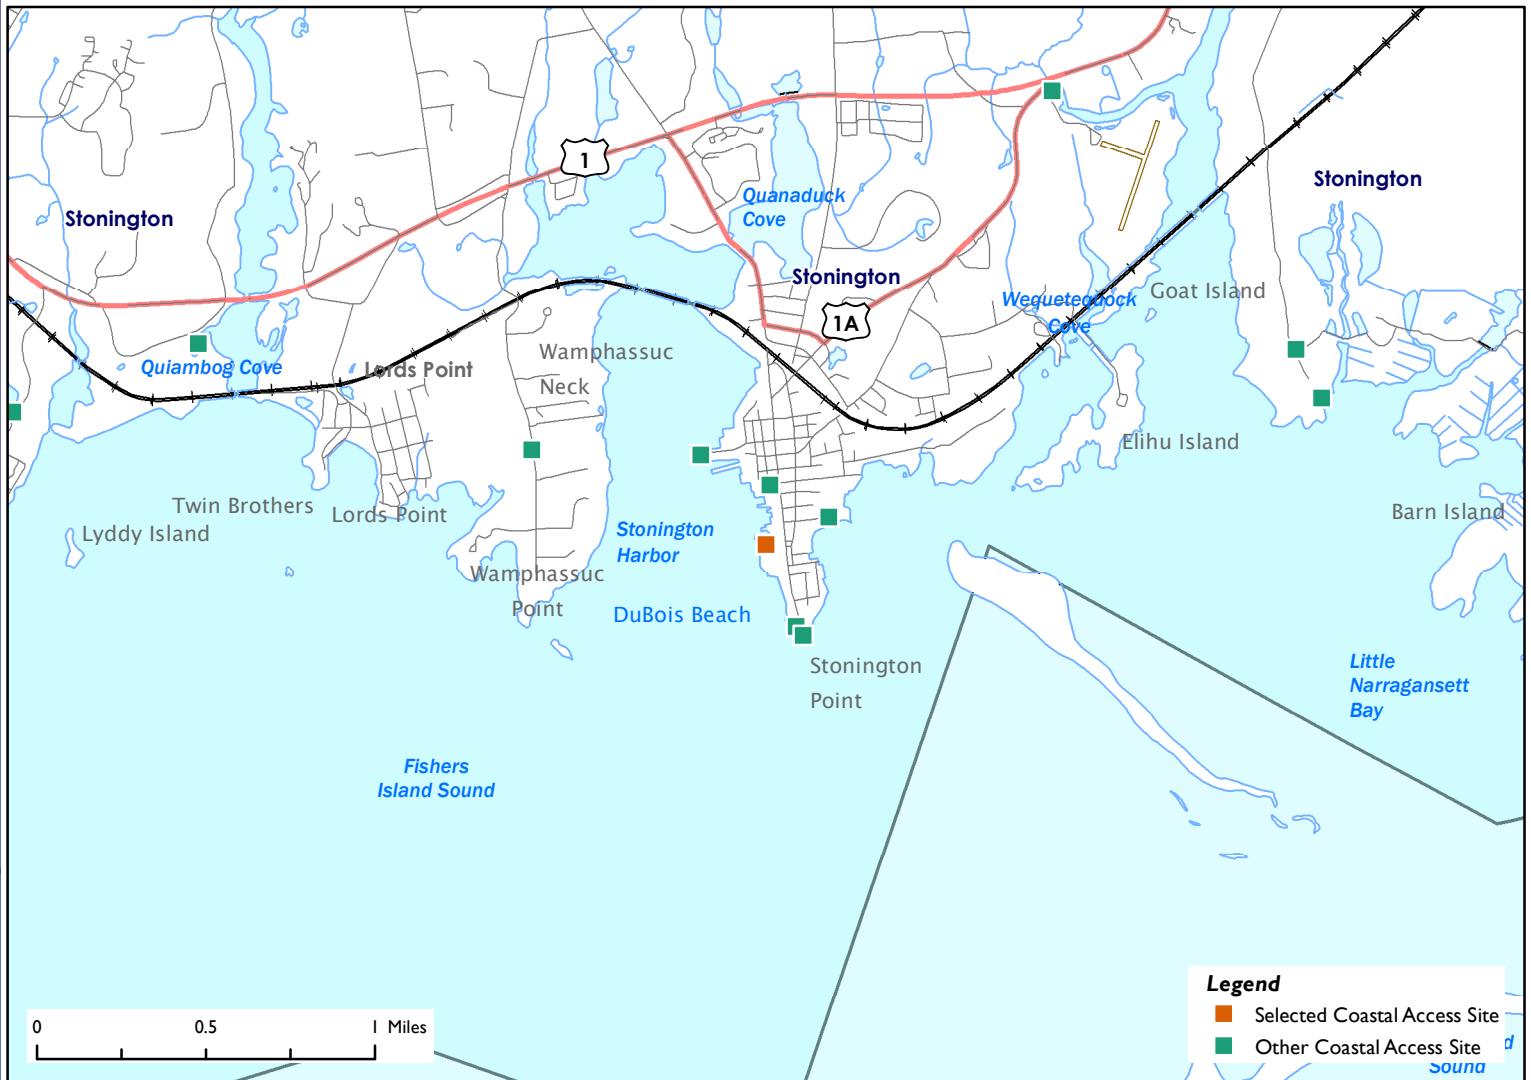 1
Quanaduck
Cove
Stonington
Stonington
Stonington
Wequetequock
Cove
Goat Island
1A
Quiambog Cove
Lords Point
Wamphassuc
Neck
Elihu Island
Twin Brothers
Lords Point
Lyddy Island
Stonington
Harbor
Barn Island
Wamphassuc
Point
DuBois Beach
Stonington
Point
Little
Narragansett
Bay
Fishers
Island Sound
Legend
Selected Coastal Access Site
Other Coastal Access Site
d
Sound
0 0.5 1 Miles